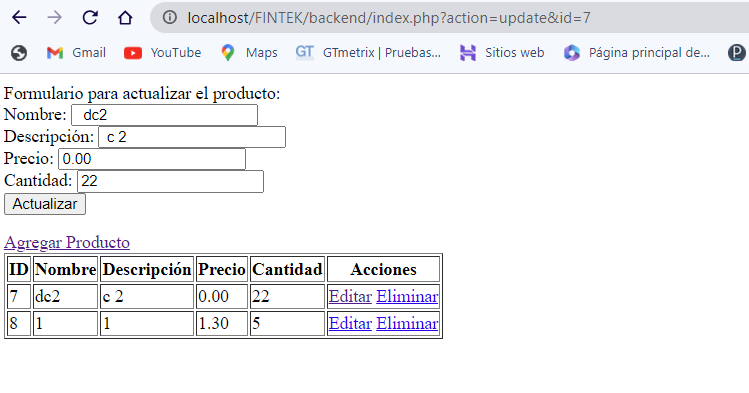 localhost/FINTEK/backend/index.php?action=update&id=7
Gmail YouTube Maps GT GTmetrix | Pruebas... Sitios web Página principal de... P
Formulario para actualizar el producto:
Nombre: dc2
Descripción: c 2
Precio: 0.00
Cantidad: 22
Actualizar
Agregar Producto
ID Nombre Descripción Precio Cantidad Acciones
7 dc2 c 2 0.00 22 Editar Eliminar
8 1 1 1.30 5 Editar Eliminar